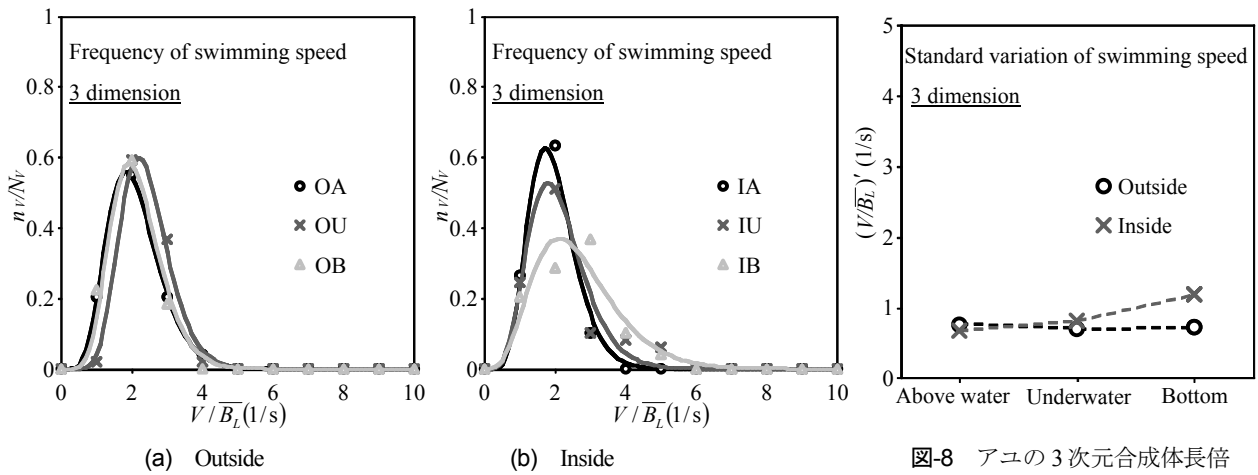 Frequency of swimming speed
3 dimension
OA
OU
OB
n_V/N_V
1
0.8
0.6
0.4
0.2
0
0 2 4 6 8 10
V / B_L (1/s)
(a) Outside
Frequency of swimming speed
3 dimension
IA
IU
IB
n_V/N_V
1
0.8
0.6
0.4
0.2
0
0 2 4 6 8 10
V / B_L (1/s)
(b) Inside
Standard variation of swimming speed
3 dimension
Outside
Inside
(V/B_L)′ (1/s)
5
4
3
2
1
0
Above water Underwater Bottom
図-8 アユの3次元合成体長倍